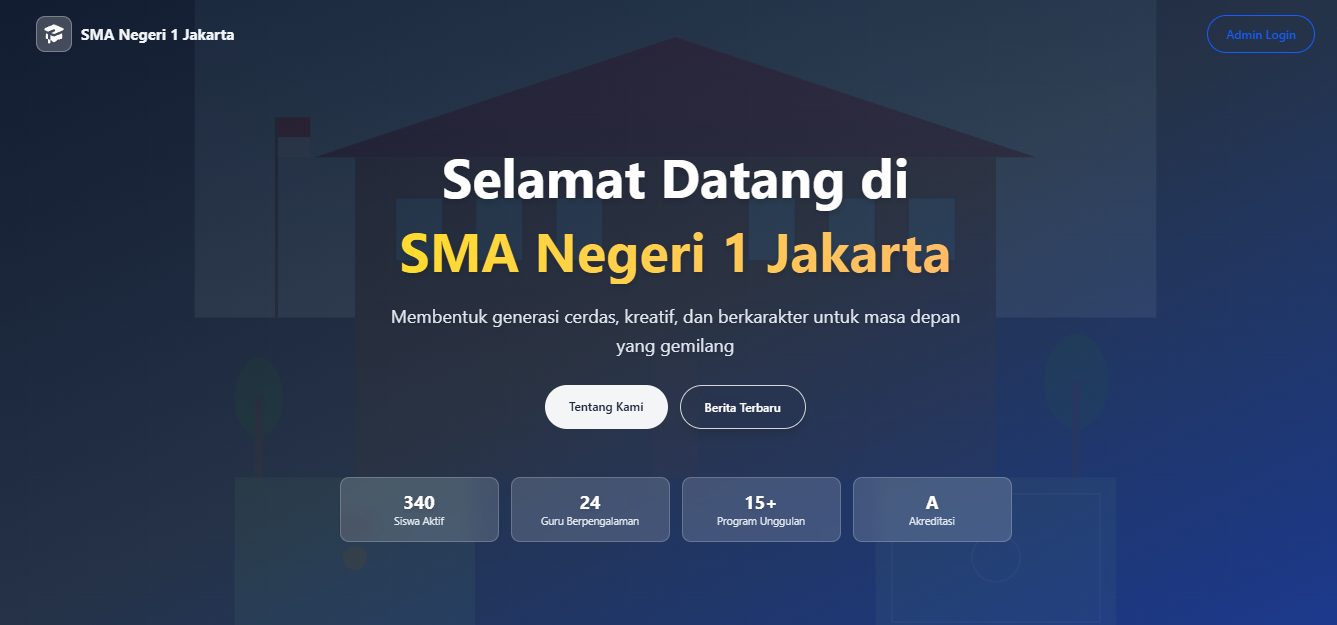 SMA Negeri 1 Jakarta
Admin Login
Selamat Datang di
SMA Negeri 1 Jakarta
Membentuk generasi cerdas, kreatif, dan berkarakter untuk masa depan
yang gemilang
Tentang Kami
Berita Terbaru
340
Siswa Aktif
24
Guru Berpengalaman
15+
Program Unggulan
A
Akreditasi